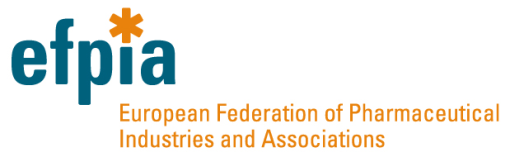 efpia
European Federation of Pharmaceutical
Industries and Associations